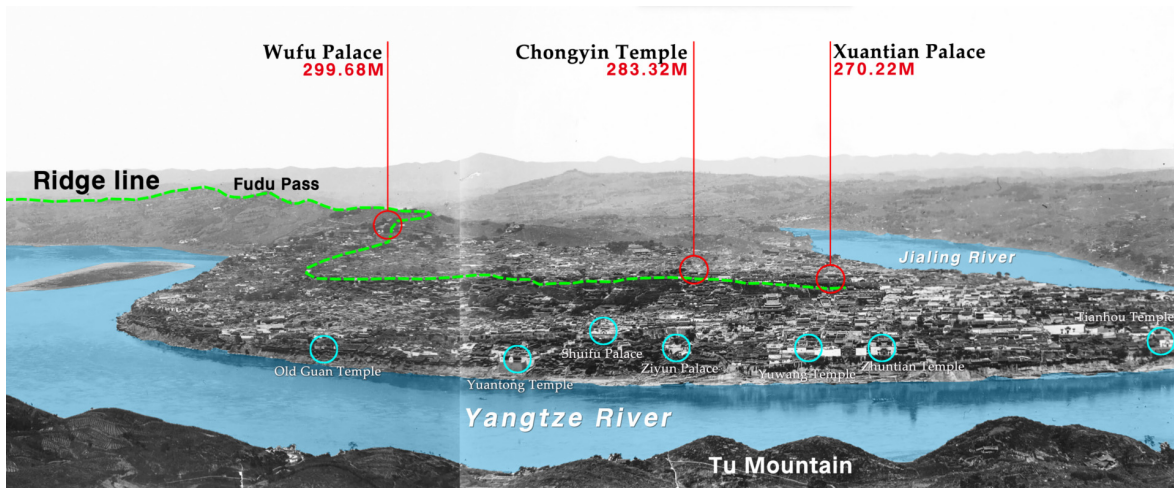 Wufu Palace
299.68M
Chongyin Temple
283.32M
Xuantian Palace
270.22M
Ridge line
Fudu Pass
Jialing River
Tianhou Temple
Shuifu Palace
Old Guan Temple
Yuantong Temple
Ziyun Palace
Yuwang Temple
Zhuntian Temple
Yangtze River
Tu Mountain